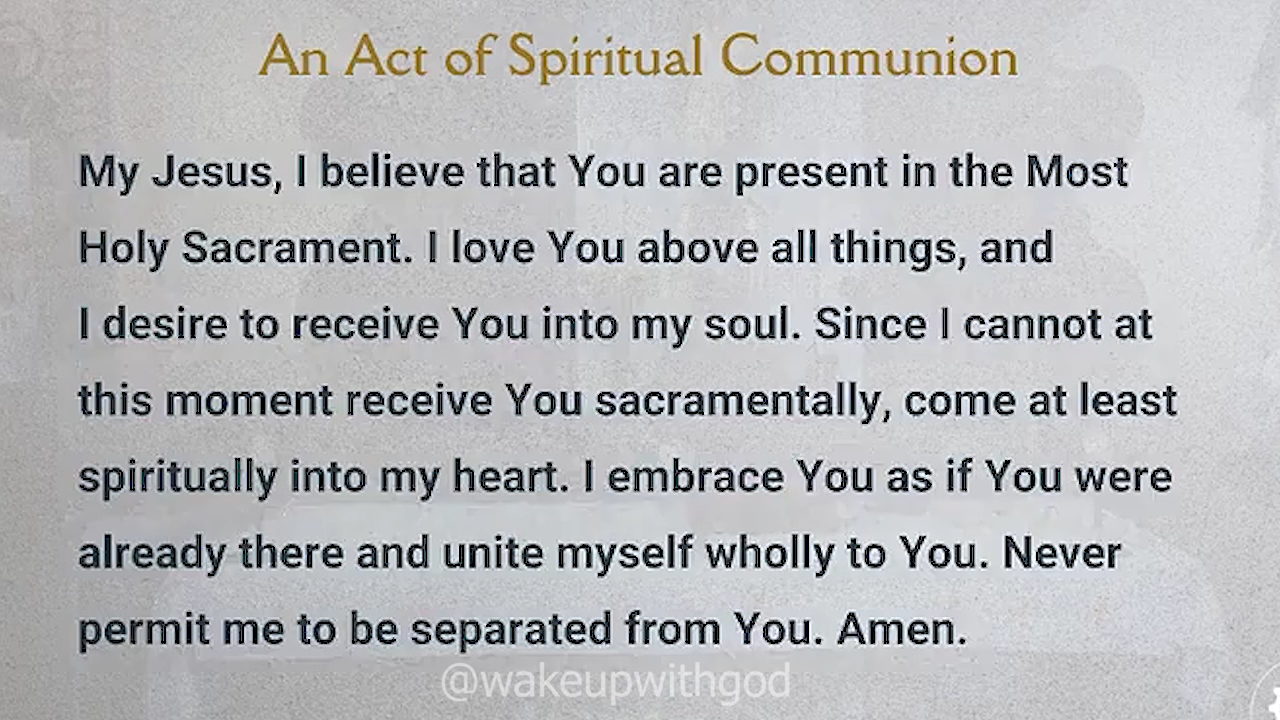 An Act of Spiritual Communion
My Jesus, I believe that You are present in the Most
Holy Sacrament. I love You above all things, and
I desire to receive You into my soul. Since I cannot at
this moment receive You sacramentally, come at least
spiritually into my heart. I embrace You as if You were
already there and unite myself wholly to You. Never
permit me to be separated from You. Amen.
@wakeupwithgod